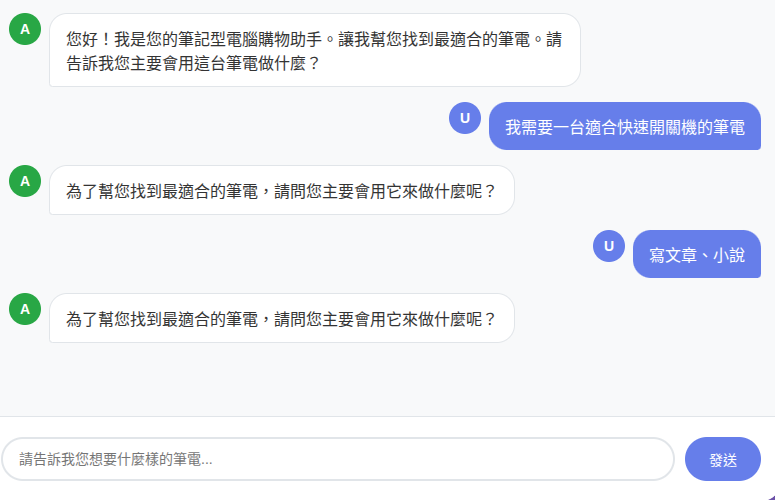 A
您好！我是您的筆記型電腦購物助手。讓我幫您找到最適合的筆電。請
告訴我您主要會用這台筆電做什麼？
U
我需要一台適合快速開關機的筆電
A
為了幫您找到最適合的筆電，請問您主要會用它來做什麼呢？
U
寫文章、小說
A
為了幫您找到最適合的筆電，請問您主要會用它來做什麼呢？
請告訴我您想要什麼樣的筆電...
發送